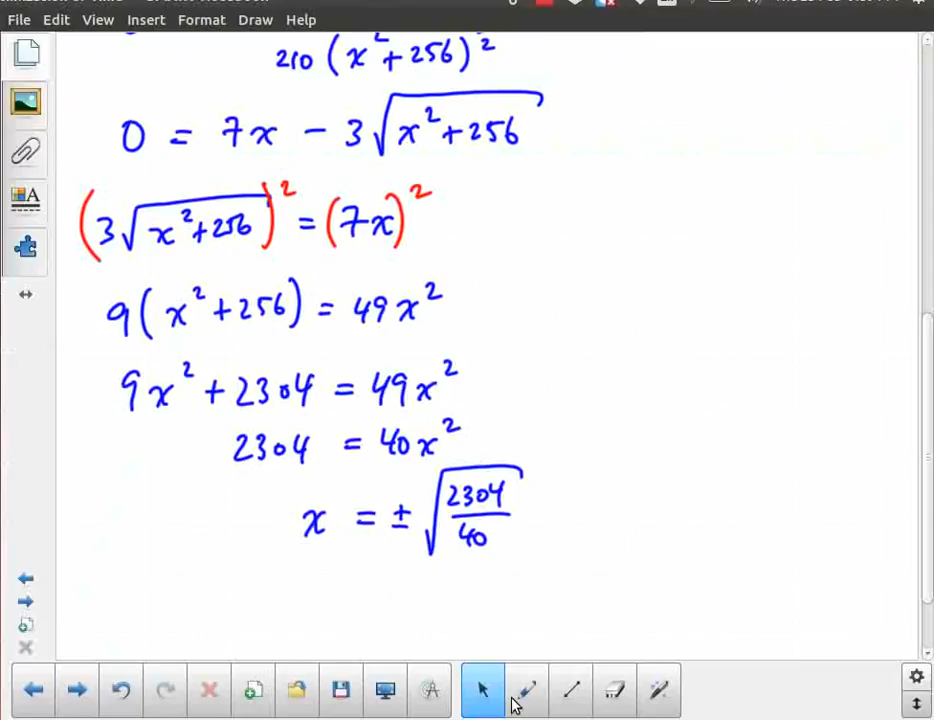 File Edit View Insert Format Draw Help
210 (x²+256)²
0 = 7x - 3√(x²+256)
(3√(x²+256))² = (7x)²
9(x²+256) = 49x²
9x²+2304 = 49x²
2304 = 40x²
x = ±√(2304/40)